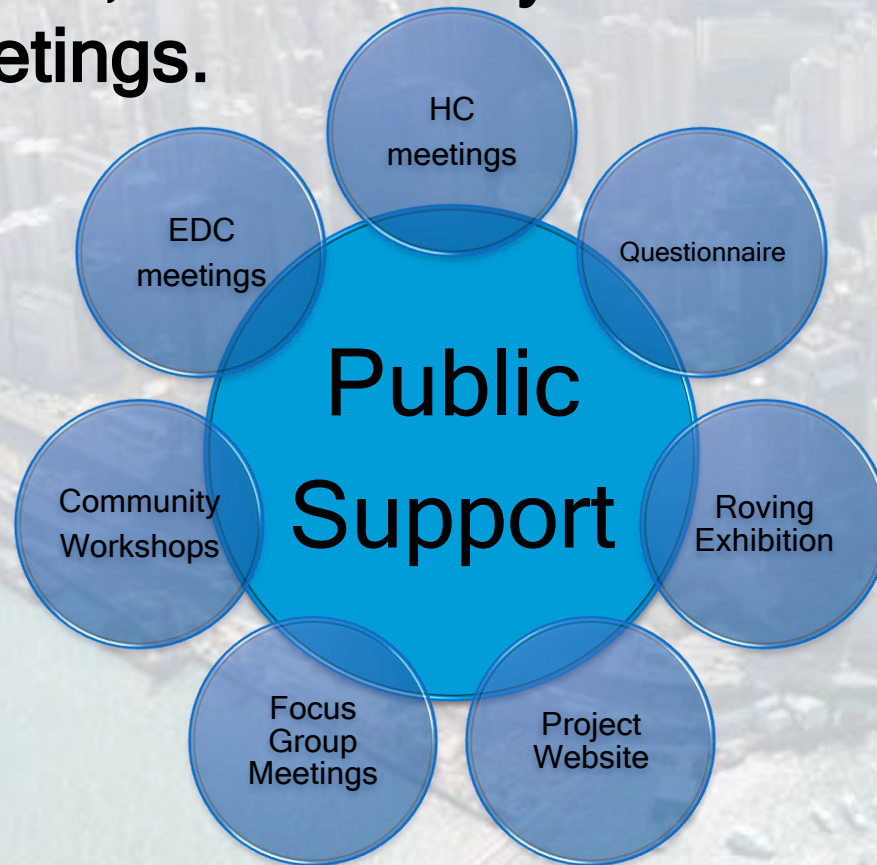 etings.
HC
meetings
EDC
meetings
Questionnaire
Public
Support
Community
Workshops
Roving
Exhibition
Focus
Group
Meetings
Project
Website